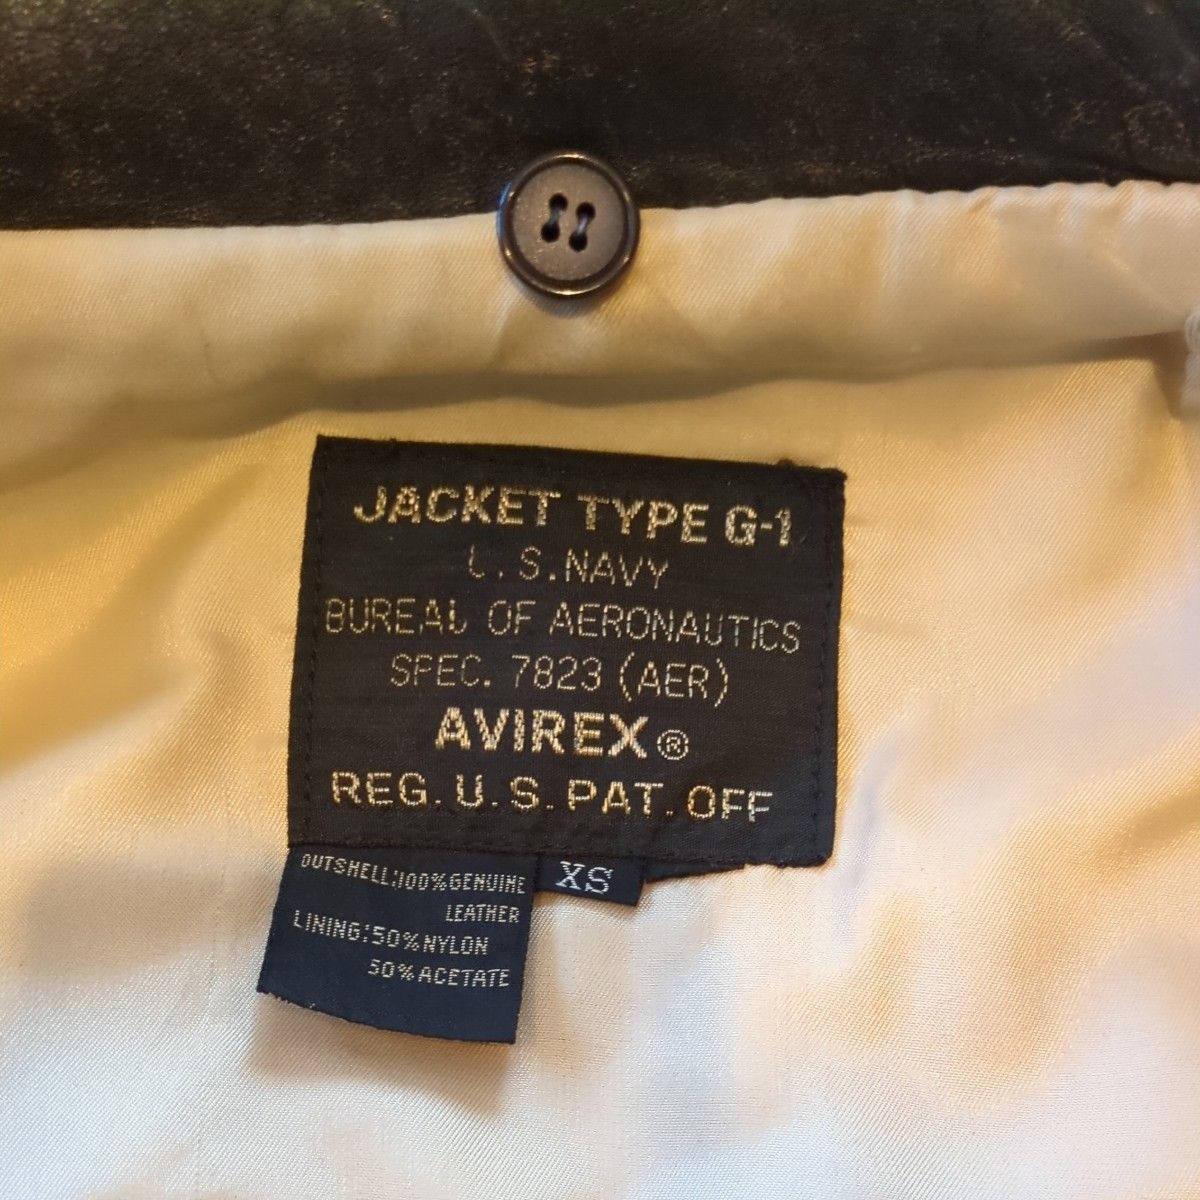 JACKET TYPE G-1
U.S.NAVY
BUREAU OF AERONAUTICS
SPEC. 7823 (AER)
AVIREX®
REG. U.S. PAT. OFF
XS
OUTSHELL:100%GENUINE
LEATHER
LINING:50%NYLON
50%ACETATE